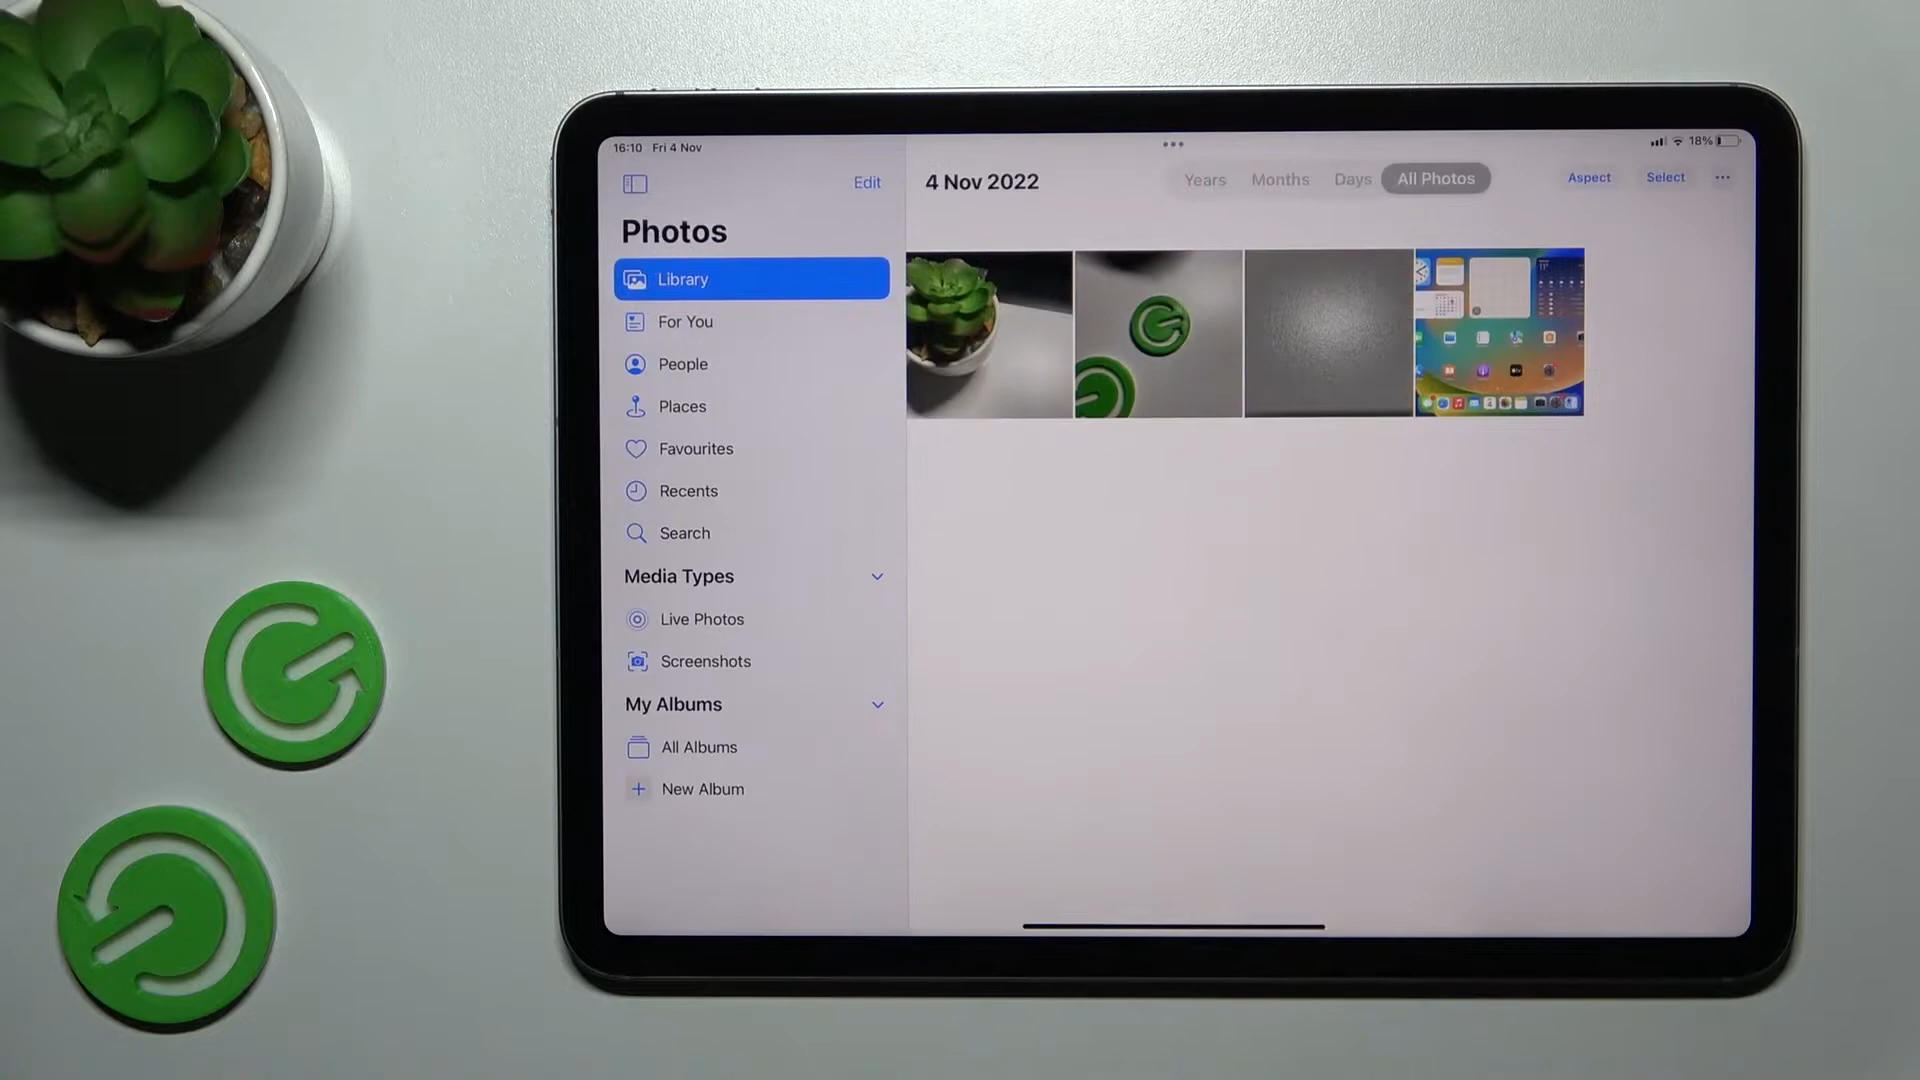 16:10 Fri 4 Nov
18%
Edit
4 Nov 2022
Years Months Days All Photos
Aspect
Select
Photos
Library
For You
People
Places
Favourites
Recents
Search
Media Types
Live Photos
Screenshots
My Albums
All Albums
New Album